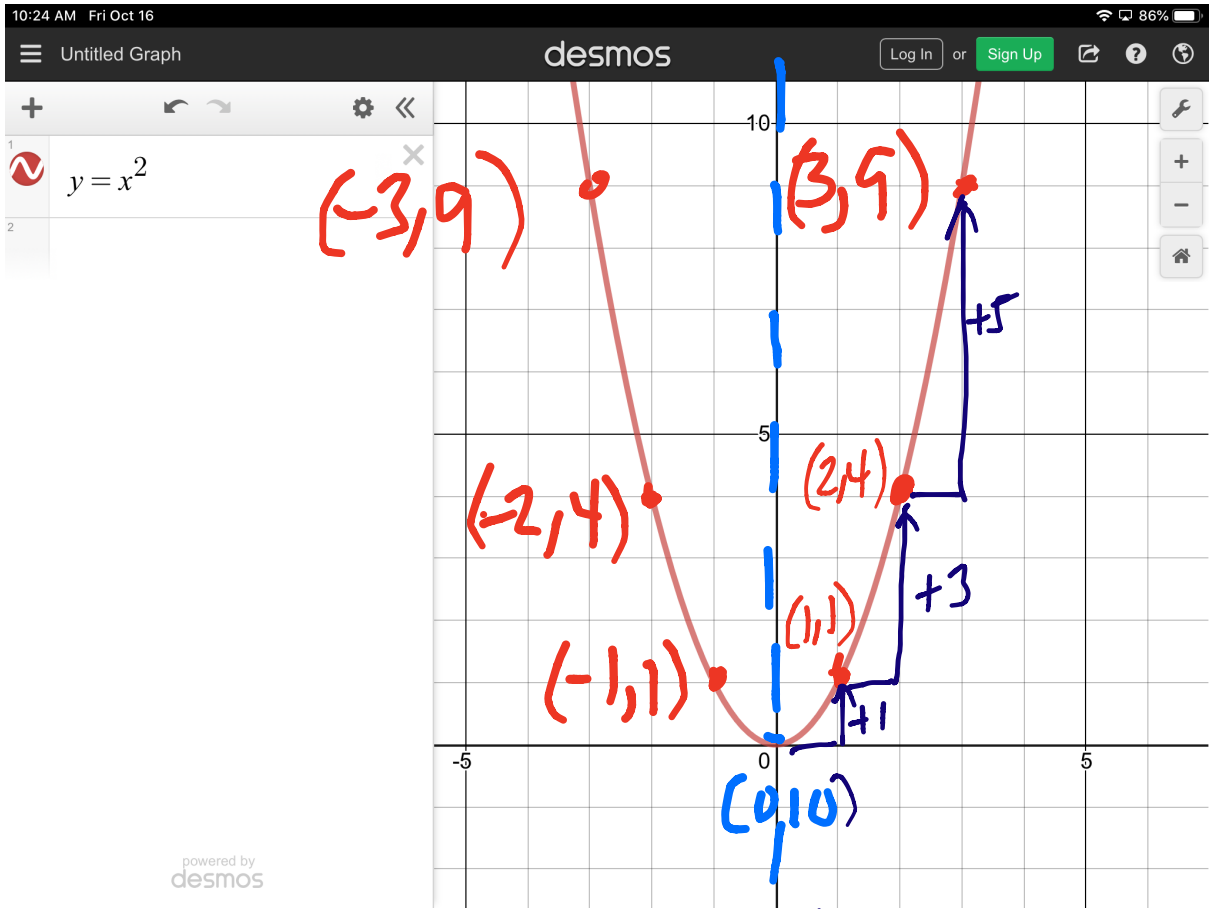 10:24 AM Fri Oct 16 86%
Untitled Graph desmos Log In or Sign Up
1
y = x²
2
10
(-3,9) (3,9)
+5
5
(2,4)
(-2,4)
+3
(1,1)
(-1,1)
+1
-5 0 5
(0,0)
powered by
desmos